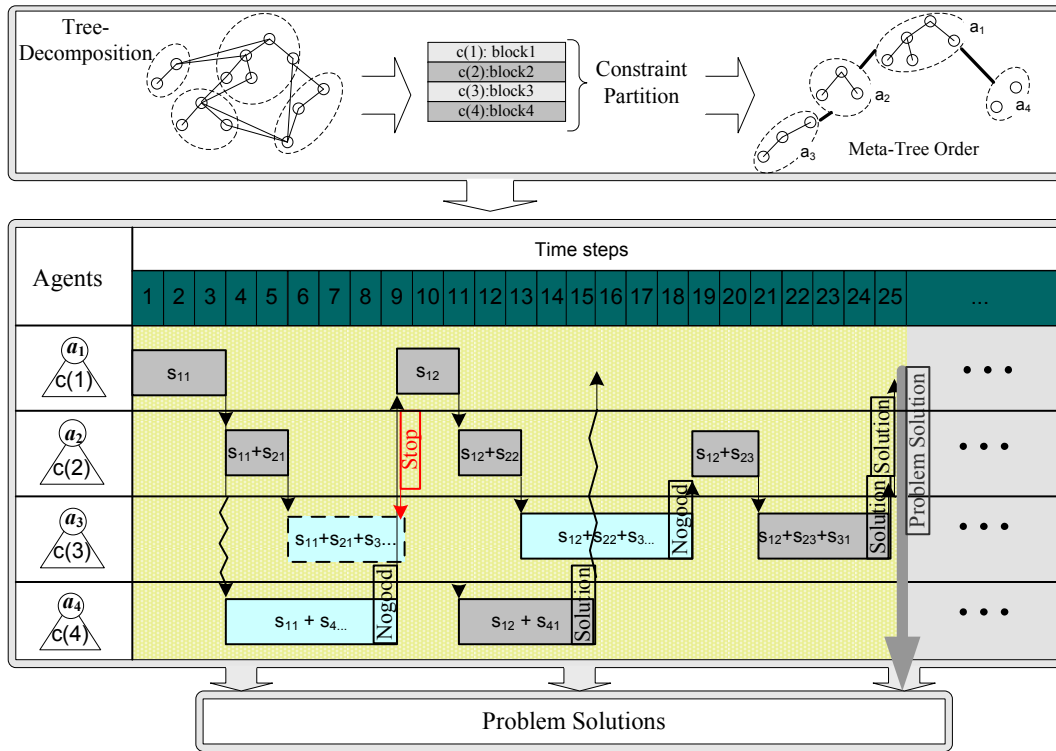 Tree-
Decomposition
c(1): block1
c(2):block2
c(3):block3
c(4):block4
Constraint
Partition
a1
a2
a3
a4
Meta-Tree Order
Agents
Time steps
1 2 3 4 5 6 7 8 9 10 11 12 13 14 15 16 17 18 19 20 21 22 23 24 25 ...
a1
c(1)
s11
s12
• • •
a2
c(2)
s11+s21
Stop
s12+s22
s12+s23
Solution
Problem Solution
• • •
a3
c(3)
s11+s21+s3...
s12+s22+s3...
Nogood
s12+s23+s31
Solution
• • •
a4
c(4)
s11 + s4...
Nogood
s12 + s41
Solution
• • •
Problem Solutions